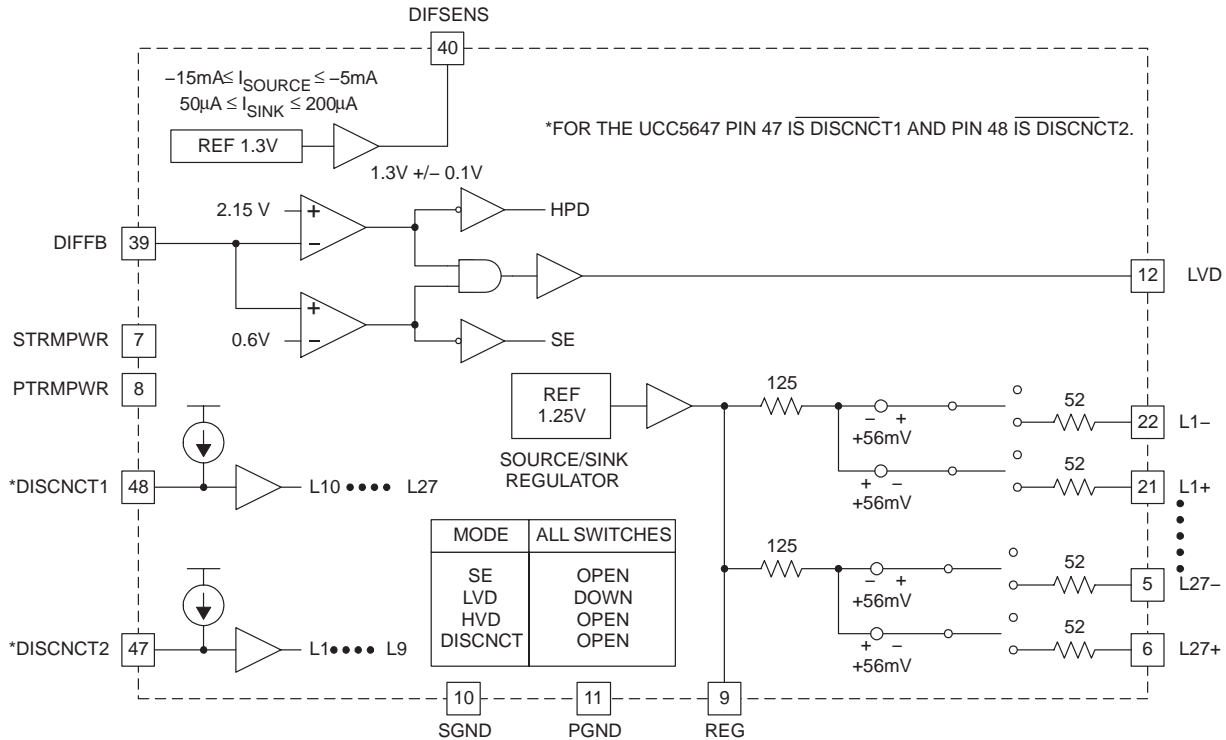 DIFSENS
40
–15mA≤ ISOURCE ≤ –5mA
50µA ≤ ISINK ≤ 200µA
*FOR THE UCC5647 PIN 47 IS DISCNCT1 AND PIN 48 IS DISCNCT2.
REF 1.3V
1.3V +/– 0.1V
2.15 V
+
–
HPD
DIFFB
39
12
LVD
+
–
0.6V
SE
STRMPWR
7
PTRMPWR
8
REF
1.25V
SOURCE/SINK
REGULATOR
125
– +
+56mV
52
22
L1–
+ –
+56mV
52
21
L1+
*DISCNCT1
48
L10 •••• L27
MODE ALL SWITCHES
SE OPEN
LVD DOWN
HVD OPEN
DISCNCT OPEN
125
– +
+56mV
52
5
L27–
+ –
+56mV
52
6
L27+
*DISCNCT2
47
L1 •••• L9
10
SGND
11
PGND
9
REG